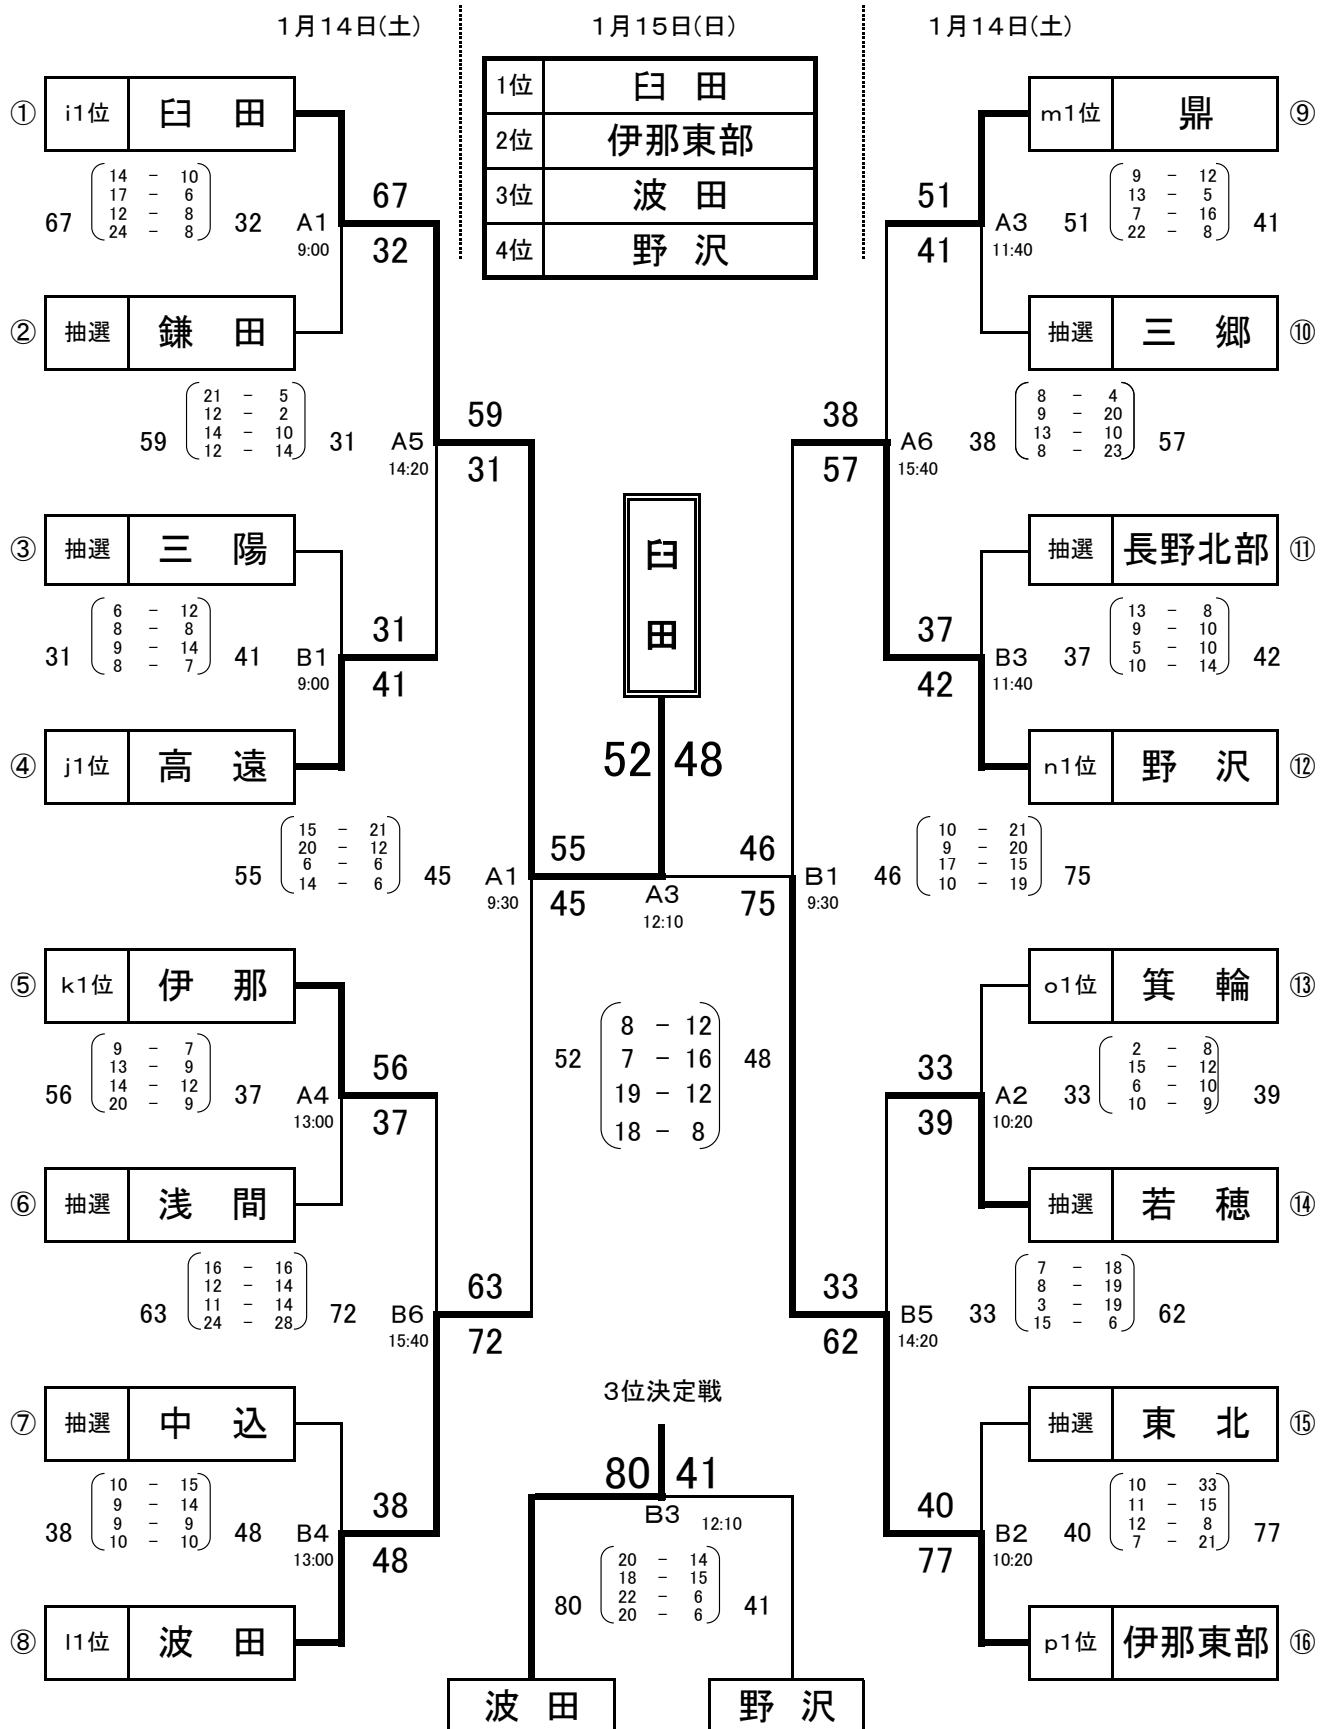 1月14日(土)
1月15日(日)
1月14日(土)
1位 臼 田
2位 伊那東部
3位 波 田
4位 野 沢
① i1位 臼 田
14 － 10
17 － 6
12 － 8
24 － 8
67 32
A1
9:00
67
32
② 抽選 鎌 田
21 － 5
12 － 2
14 － 10
12 － 14
59 31
A5
14:20
59
31
③ 抽選 三 陽
6 － 12
8 － 8
9 － 14
8 － 7
31 41
B1
9:00
31
41
④ j1位 高 遠
15 － 21
20 － 12
6 － 6
14 － 6
55 45
A1
9:30
55
45
⑤ k1位 伊 那
9 － 7
13 － 9
14 － 12
20 － 9
56 37
A4
13:00
56
37
⑥ 抽選 浅 間
16 － 16
12 － 14
11 － 14
24 － 28
63 72
B6
15:40
63
72
⑦ 抽選 中 込
10 － 15
9 － 14
9 － 9
10 － 10
38 48
B4
13:00
38
48
⑧ l1位 波 田
臼 田
52 48
A3
12:10
8 － 12
7 － 16
19 － 12
18 － 8
52 48
3位決定戦
80 41
B3 12:10
20 － 14
18 － 15
22 － 6
20 － 6
80 41
波 田
野 沢
m1位 鼎 ⑨
51
41
A3
11:40
9 － 12
13 － 5
7 － 16
22 － 8
51 41
抽選 三 郷 ⑩
38
57
A6
15:40
8 － 4
9 － 20
13 － 10
8 － 23
38 57
抽選 長野北部 ⑪
37
42
B3
11:40
13 － 8
9 － 10
5 － 10
10 － 14
37 42
n1位 野 沢 ⑫
46
75
B1
9:30
10 － 21
9 － 20
17 － 15
10 － 19
46 75
o1位 箕 輪 ⑬
33
39
A2
10:20
2 － 8
15 － 12
6 － 10
10 － 9
33 39
抽選 若 穂 ⑭
33
62
B5
14:20
7 － 18
8 － 19
3 － 19
15 － 6
33 62
抽選 東 北 ⑮
40
77
B2
10:20
10 － 33
11 － 15
12 － 8
7 － 21
40 77
p1位 伊那東部 ⑯